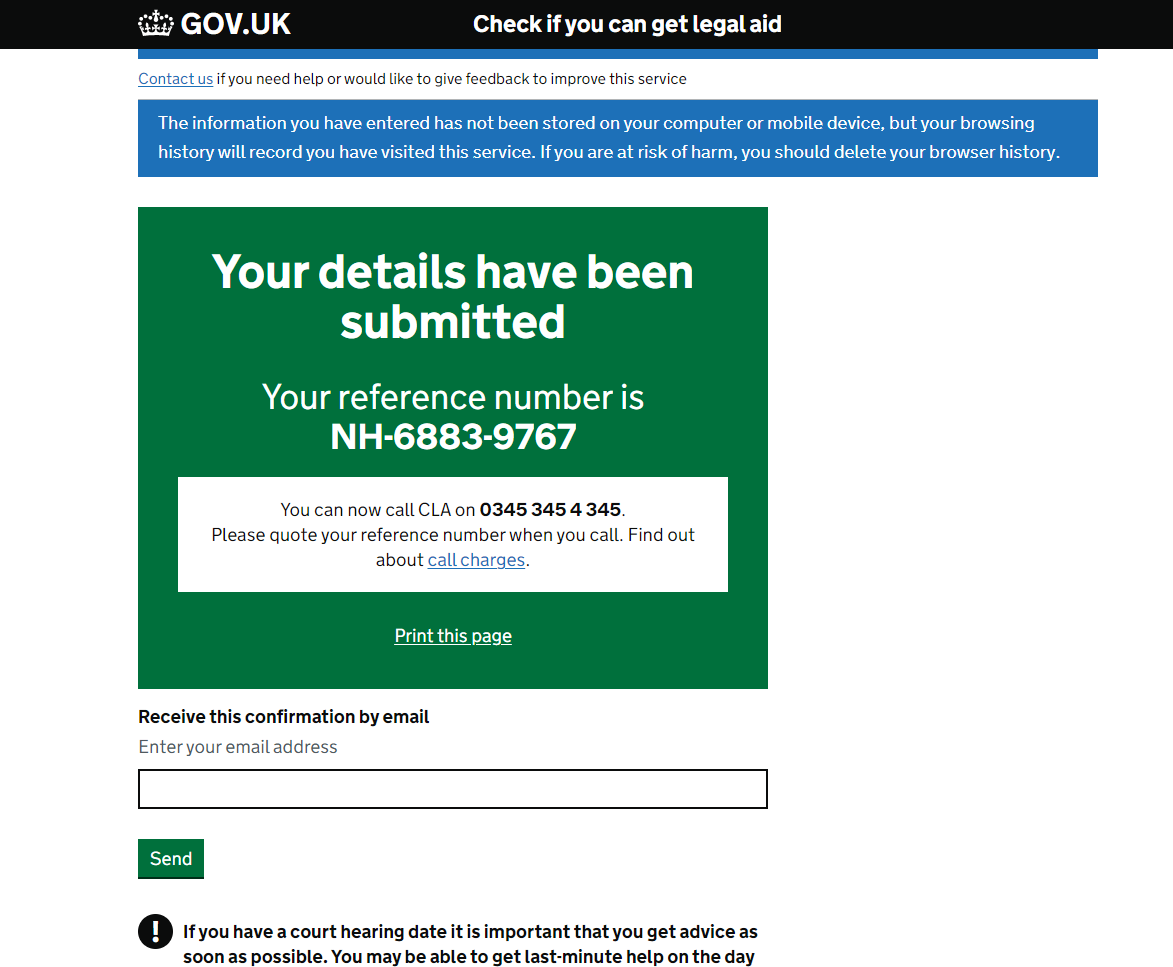 GOV.UK
Check if you can get legal aid
Contact us if you need help or would like to give feedback to improve this service
The information you have entered has not been stored on your computer or mobile device, but your browsing
history will record you have visited this service. If you are at risk of harm, you should delete your browser history.
Your details have been
submitted
Your reference number is
NH-6883-9767
You can now call CLA on 0345 345 4 345.
Please quote your reference number when you call. Find out
about call charges.
Print this page
Receive this confirmation by email
Enter your email address
Send
If you have a court hearing date it is important that you get advice as
soon as possible. You may be able to get last-minute help on the day